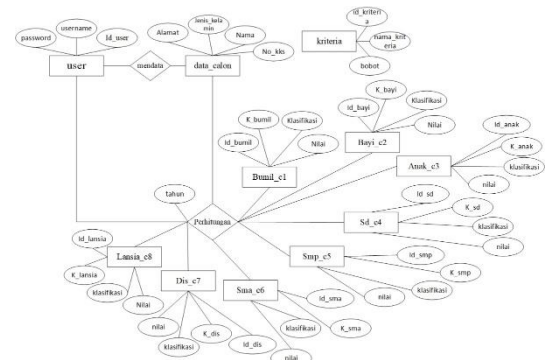 password
username
Id_user
user
mendata
Alamat
Jenis_kela
min
Nama
No_kks
data_calon
Id_kriteri
a
nama_krit
eria
bobot
kriteria
Id_bumil
K_bumil
Klasifikasi
Nilai
Bumil_c1
Id_bayi
K_bayi
Klasifikasi
Nilai
Bayi_c2
Id_anak
K_anak
klasifikasi
nilai
Anak_c3
Id_sd
K_sd
klasifikasi
nilai
Sd_c4
Id_smp
K_smp
klasifikasi
nilai
Smp_c5
tahun
Perhitungan
Id_lansia
K_lansia
klasifikasi
Nilai
Lansia_c8
Dis_c7
nilai
klasifikasi
K_dis
Id_dis
Sma_c6
Id_sma
K_sma
klasifikasi
nilai